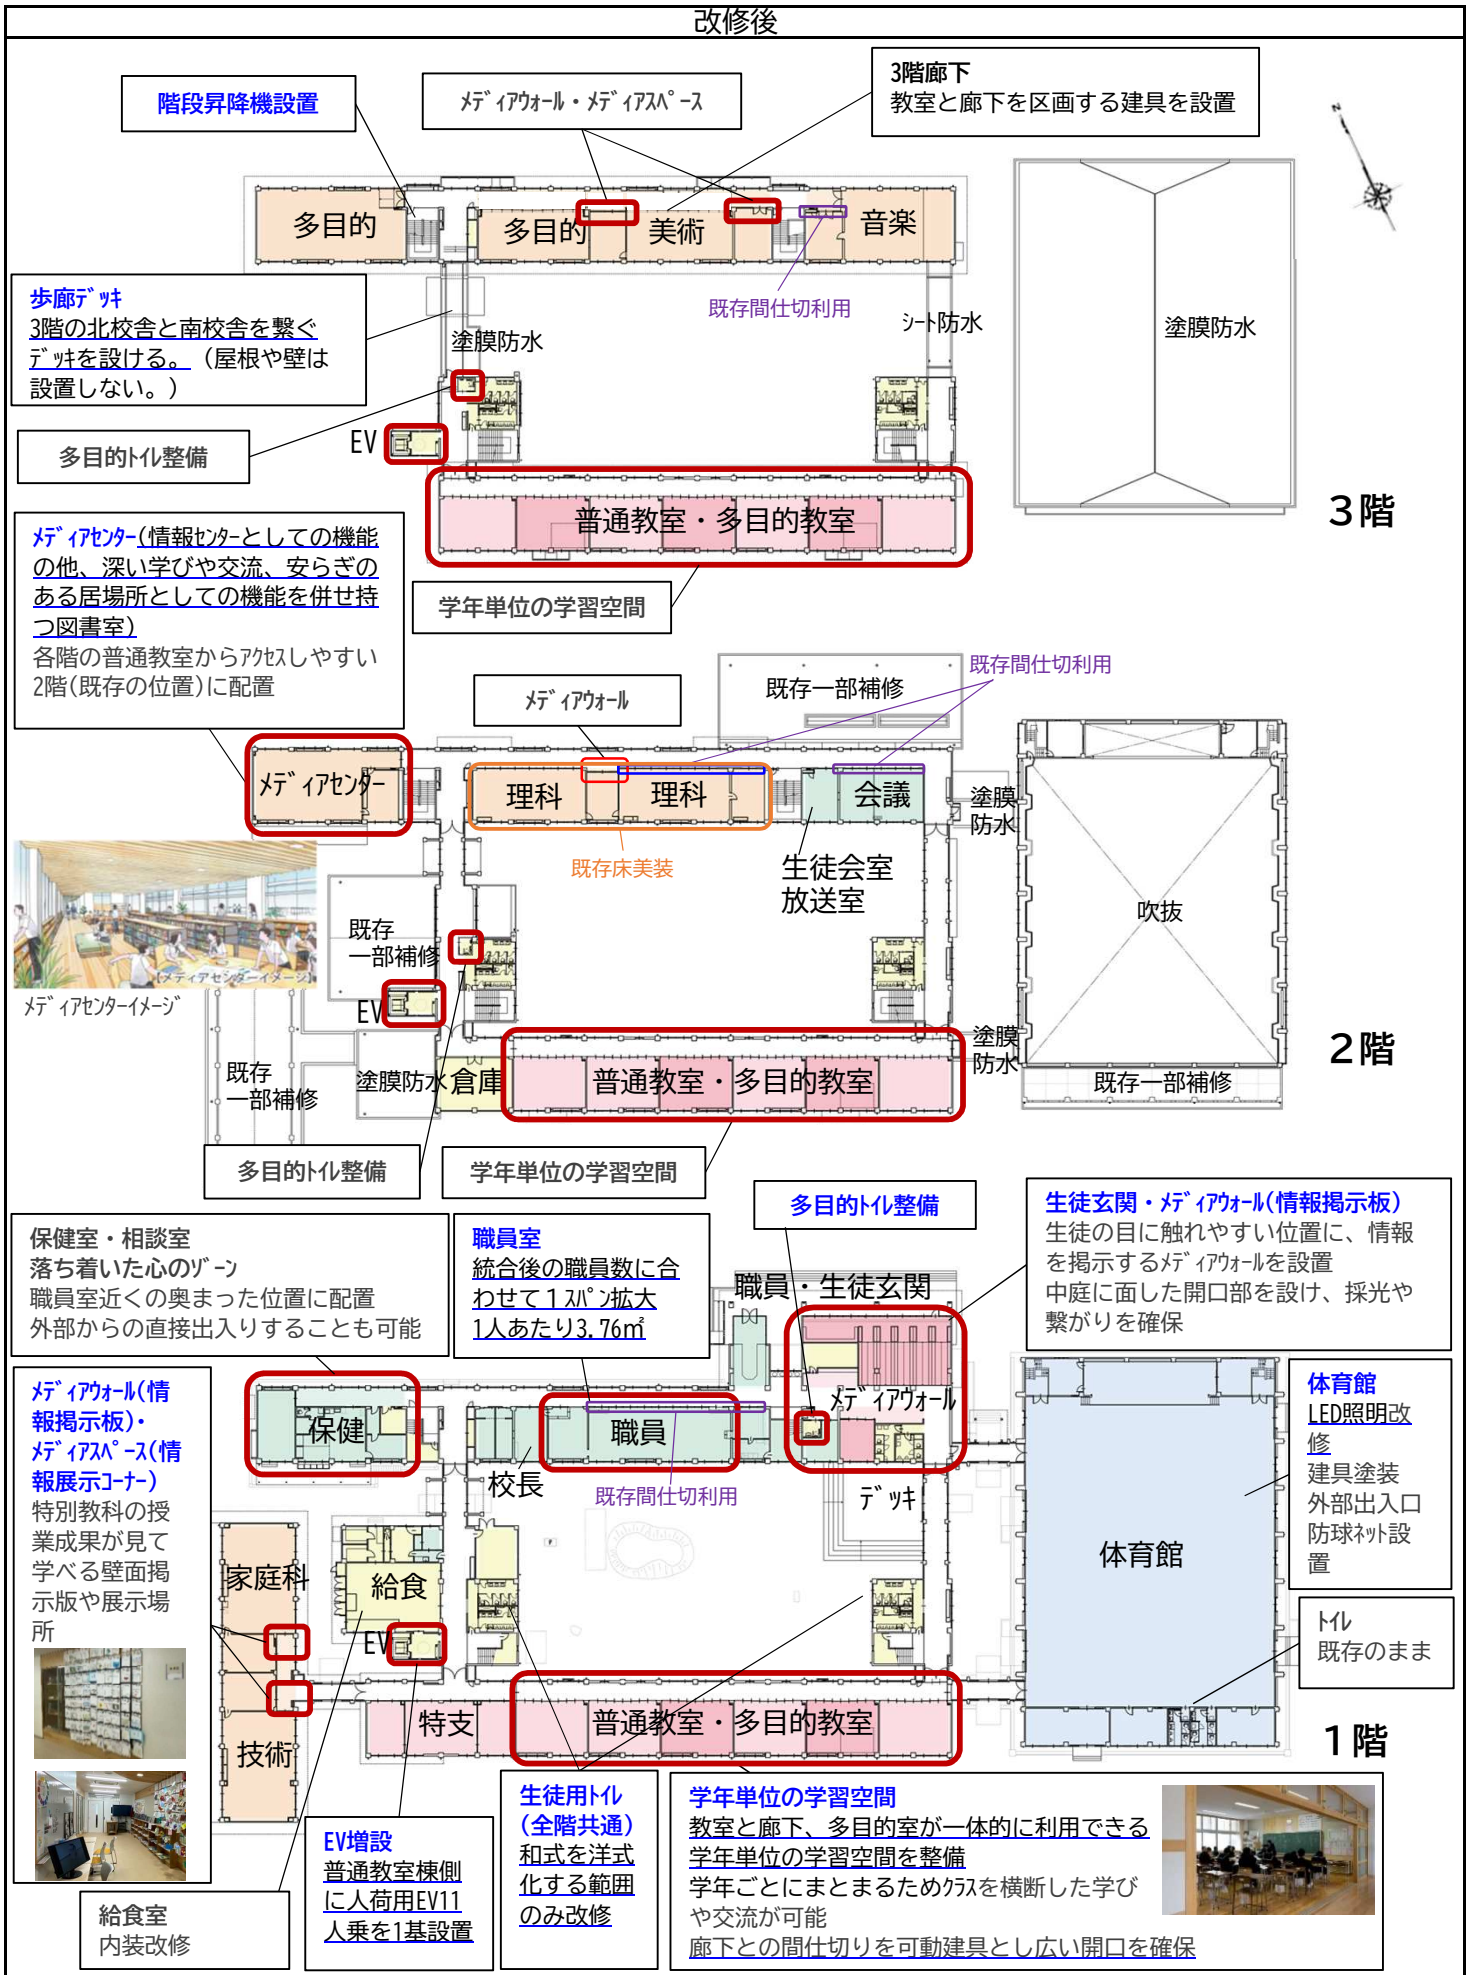 改修後
階段昇降機設置
メディアウォール・メディアスペース
3階廊下
教室と廊下を区画する建具を設置
多目的
多目的
美術
音楽
既存間仕切利用
歩廊デッキ
3階の北校舎と南校舎を繋ぐ
デッキを設ける。（屋根や壁は
設置しない。）
塗膜防水
シート防水
塗膜防水
多目的トイレ整備
EV
普通教室・多目的教室
3階
学年単位の学習空間
メディアセンター(情報センターとしての機能
の他、深い学びや交流、安らぎの
ある居場所としての機能を併せ持
つ図書室)
各階の普通教室からアクセスしやすい
2階(既存の位置)に配置
メディアウォール
既存一部補修
既存間仕切利用
メディアセンター
理科
理科
会議
塗膜
防水
既存床美装
生徒会室
放送室
吹抜
【メディアセンターイメージ】
メディアセンターイメージ
既存
一部補修
EV
既存
一部補修
塗膜防水
倉庫
普通教室・多目的教室
塗膜
防水
既存一部補修
2階
多目的トイレ整備
学年単位の学習空間
多目的トイレ整備
生徒玄関・メディアウォール(情報掲示板)
生徒の目に触れやすい位置に、情報
を掲示するメディアウォールを設置
中庭に面した開口部を設け、採光や
繋がりを確保
保健室・相談室
落ち着いた心のゾーン
職員室近くの奥まった位置に配置
外部からの直接出入りすることも可能
職員室
統合後の職員数に合
わせて１スパン拡大
1人あたり3.76㎡
職員・生徒玄関
メディアウォール(情
報掲示板)・
メディアスペース(情
報展示コーナー)
特別教科の授
業成果が見て
学べる壁面掲
示版や展示場
所
保健
校長
職員
既存間仕切利用
メディアウォール
デッキ
体育館
LED照明改
修
建具塗装
外部出入口
防球ネット設
置
体育館
家庭科
給食
EV
トイレ
既存のまま
技術
特支
普通教室・多目的教室
1階
給食室
内装改修
EV増設
普通教室棟側
に人荷用EV11
人乗を1基設置
生徒用トイレ
(全階共通)
和式を洋式
化する範囲
のみ改修
学年単位の学習空間
教室と廊下、多目的室が一体的に利用できる
学年単位の学習空間を整備
学年ごとにまとまるためクラスを横断した学び
や交流が可能
廊下との間仕切りを可動建具とし広い開口を確保